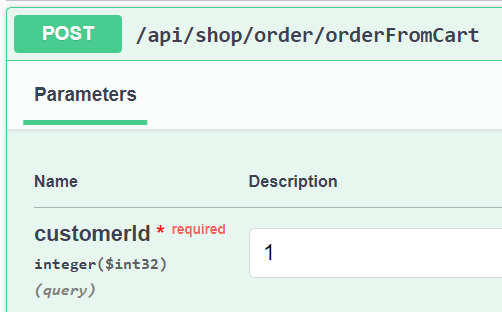 POST /api/shop/order/orderFromCart
Parameters
Name Description
customerId * required 1
integer($int32)
(query)